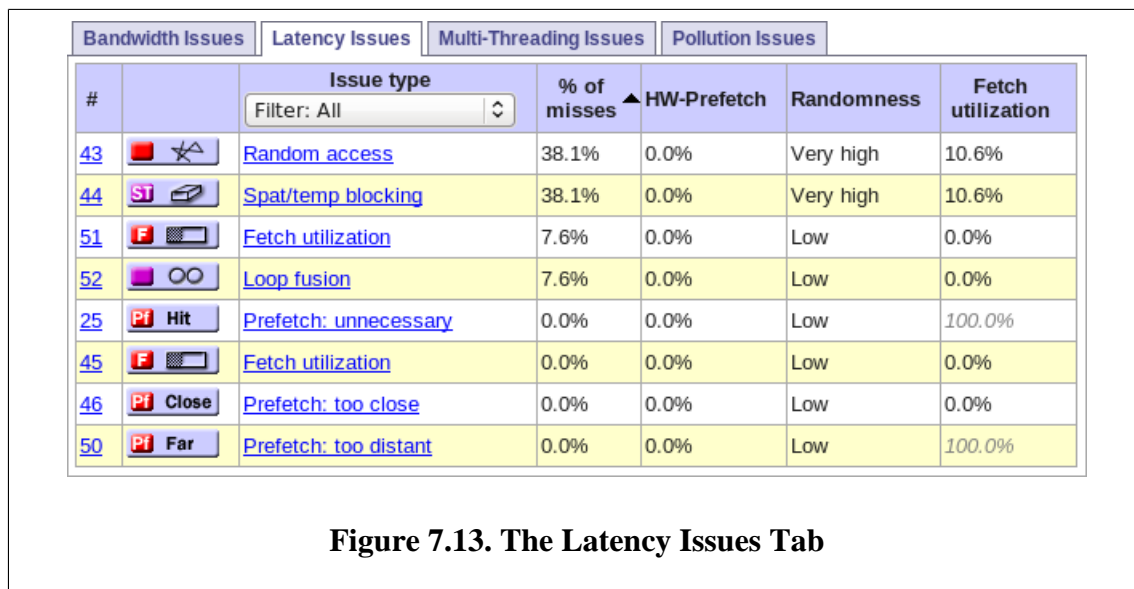 Bandwidth Issues Latency Issues Multi-Threading Issues Pollution Issues
# Issue type % of misses HW-Prefetch Randomness Fetch utilization
Filter: All
43 Random access 38.1% 0.0% Very high 10.6%
44 ST Spat/temp blocking 38.1% 0.0% Very high 10.6%
51 F Fetch utilization 7.6% 0.0% Low 0.0%
52 Loop fusion 7.6% 0.0% Low 0.0%
25 Pf Hit Prefetch: unnecessary 0.0% 0.0% Low 100.0%
45 F Fetch utilization 0.0% 0.0% Low 0.0%
46 Pf Close Prefetch: too close 0.0% 0.0% Low 0.0%
50 Pf Far Prefetch: too distant 0.0% 0.0% Low 100.0%
Figure 7.13. The Latency Issues Tab